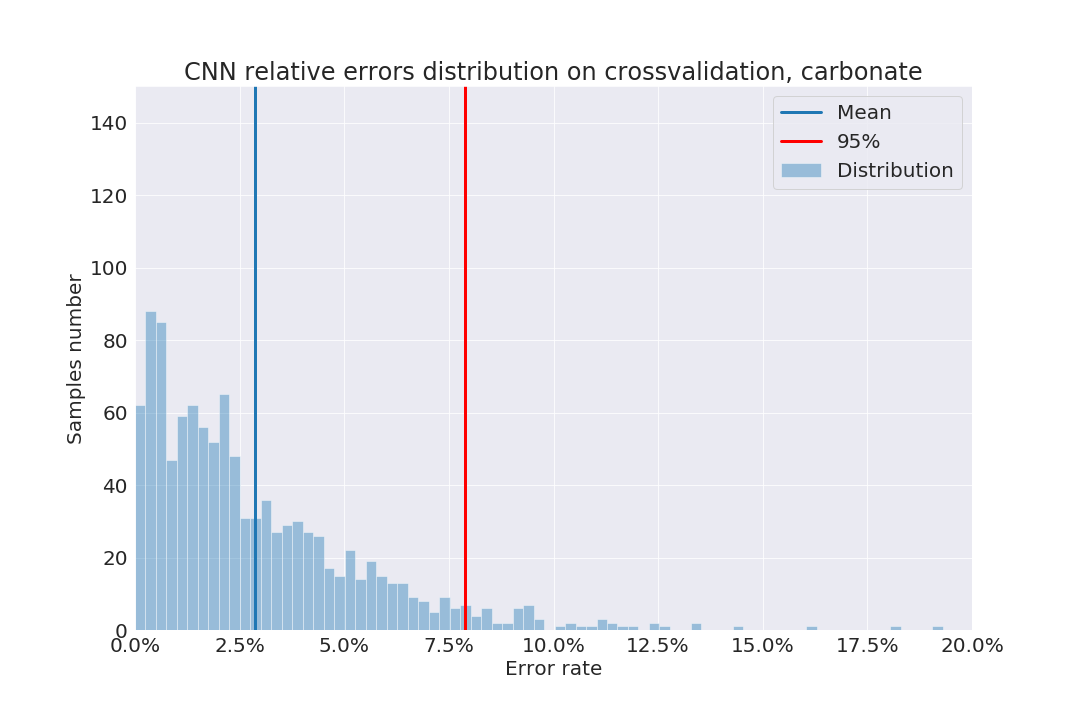 CNN relative errors distribution on crossvalidation, carbonate
Mean
95%
Distribution
Samples number
140
120
100
80
60
40
20
0
0.0% 2.5% 5.0% 7.5% 10.0% 12.5% 15.0% 17.5% 20.0%
Error rate